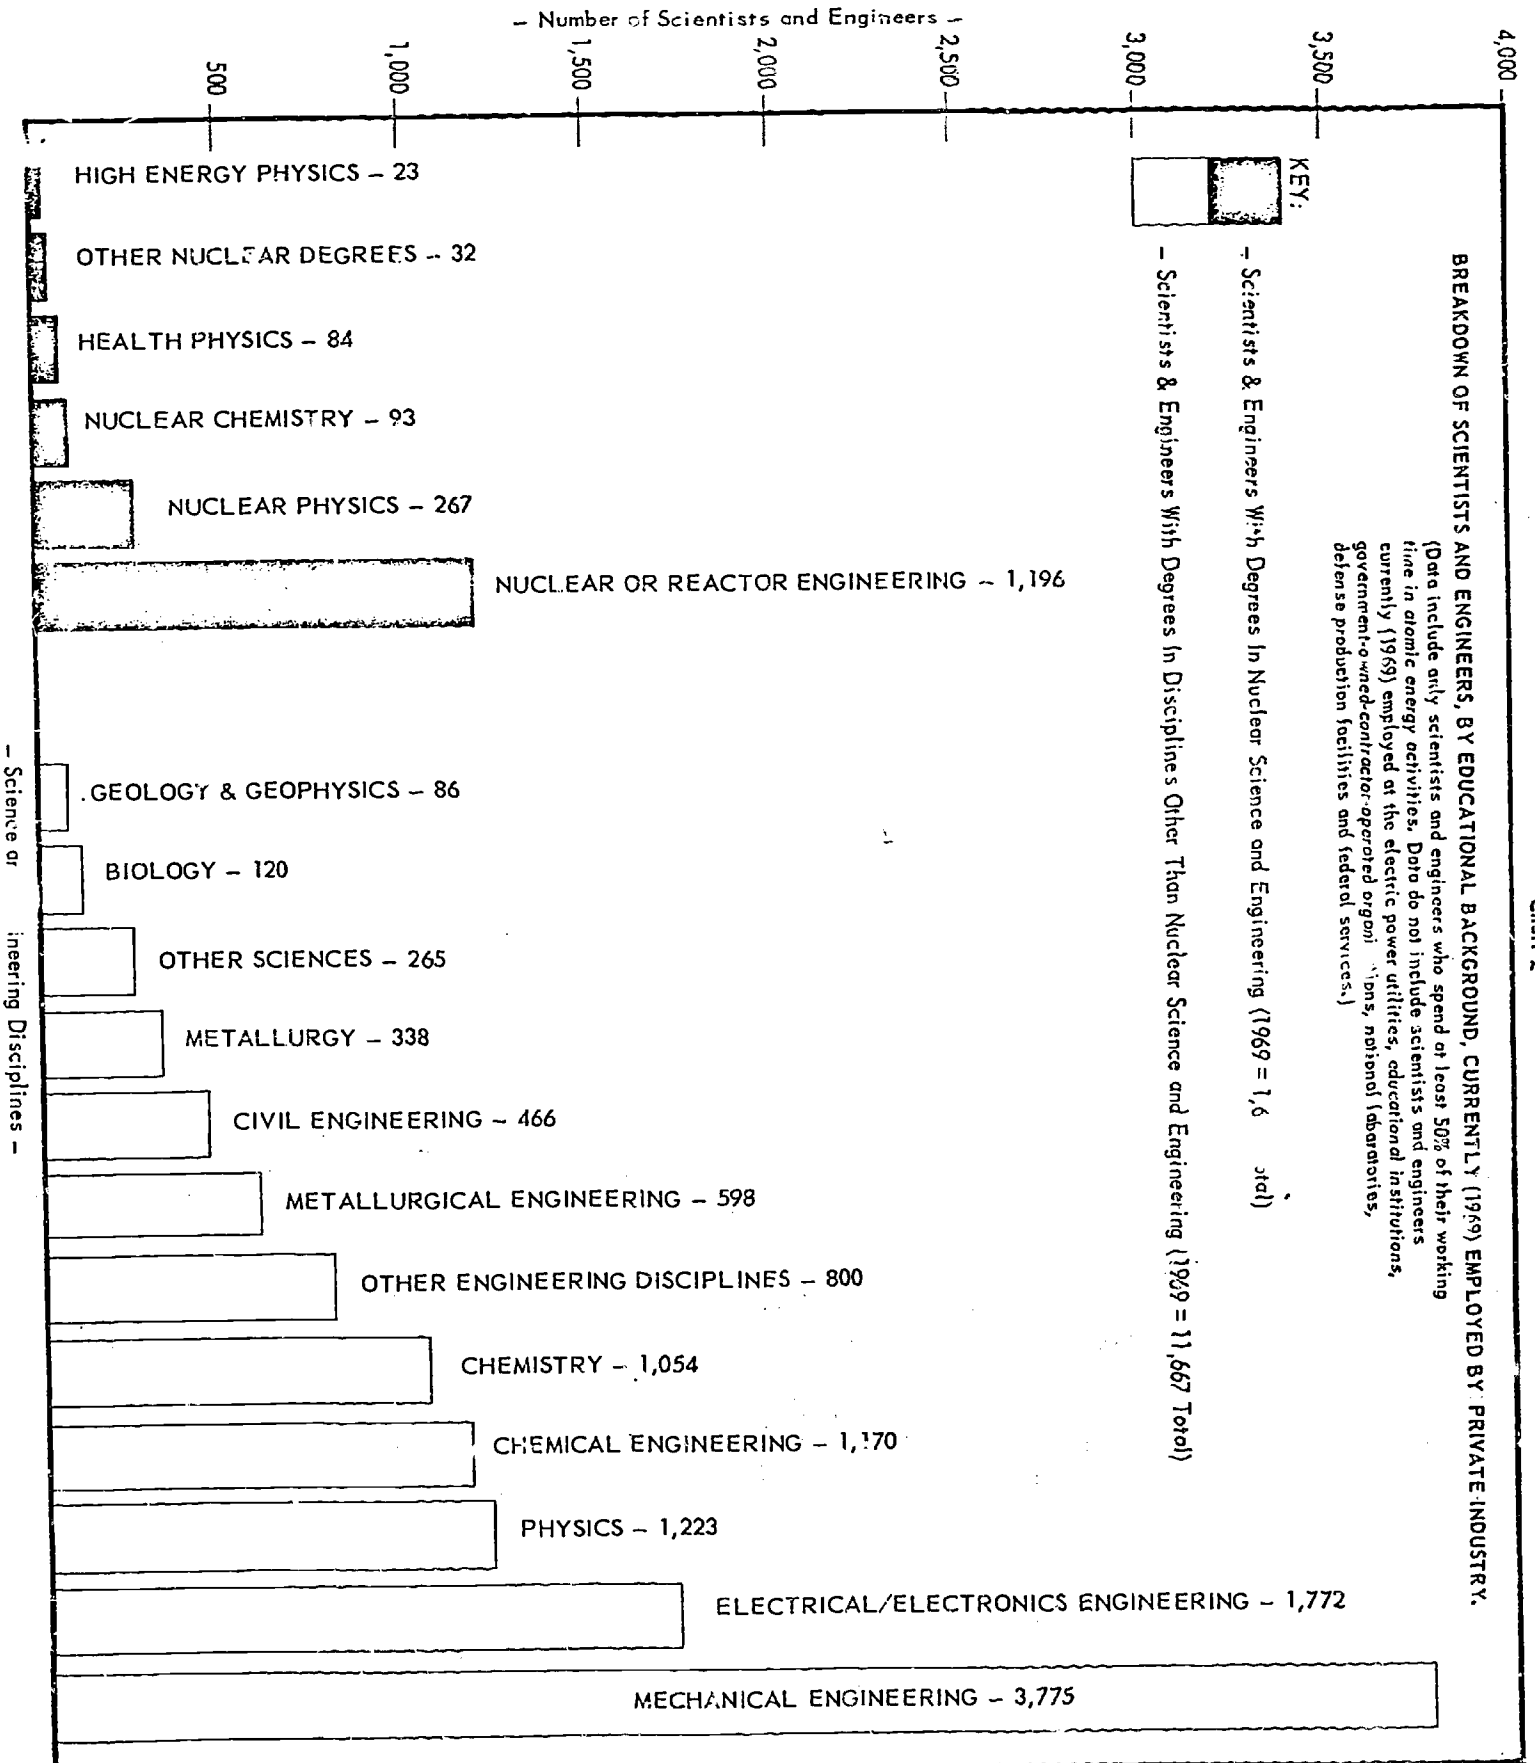 – Number of Scientists and Engineers –
500
1,000
1,500
2,000
2,500
3,000
3,500
4,000
BREAKDOWN OF SCIENTISTS AND ENGINEERS, BY EDUCATIONAL BACKGROUND, CURRENTLY (1969) EMPLOYED BY PRIVATE INDUSTRY.
(Data include only scientists and engineers who spend at least 50% of their working
time in atomic energy activities. Data do not include scientists and engineers
currently (1969) employed at the electric power utilities, educational institutions,
government-owned-contractor-operated national laboratories,
defense production facilities and federal services.)
KEY:
– Scientists & Engineers With Degrees In Nuclear Science and Engineering (1969 = 1,6
– Scientists & Engineers With Degrees In Disciplines Other Than Nuclear Science and Engineering (1969 = 11,667 Total)
HIGH ENERGY PHYSICS – 23
OTHER NUCLEAR DEGREES – 32
HEALTH PHYSICS – 84
NUCLEAR CHEMISTRY – 93
NUCLEAR PHYSICS – 267
NUCLEAR OR REACTOR ENGINEERING – 1,196
GEOLOGY & GEOPHYSICS – 86
BIOLOGY – 120
OTHER SCIENCES – 265
METALLURGY – 338
CIVIL ENGINEERING – 466
METALLURGICAL ENGINEERING – 598
OTHER ENGINEERING DISCIPLINES – 800
CHEMISTRY – 1,054
CHEMICAL ENGINEERING – 1,170
PHYSICS – 1,223
ELECTRICAL/ELECTRONICS ENGINEERING – 1,772
MECHANICAL ENGINEERING – 3,775
– Science or ineering Disciplines –